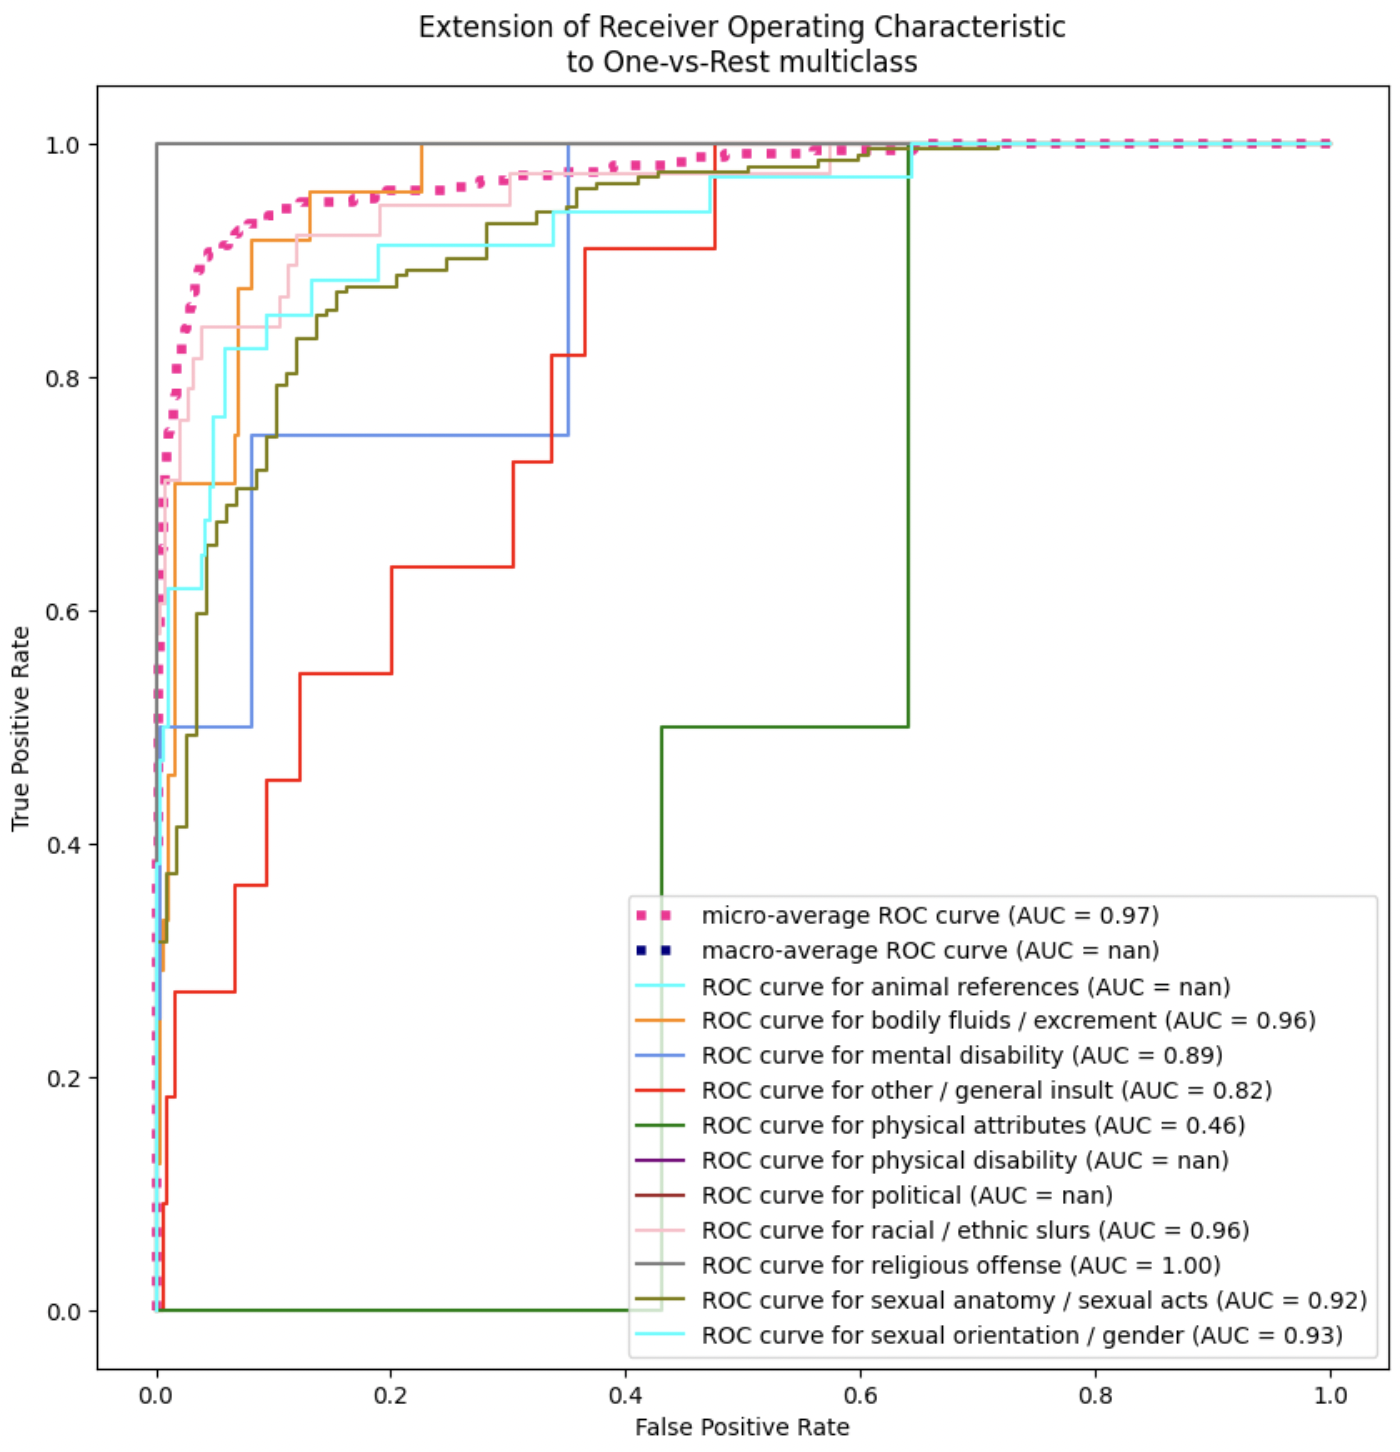 Extension of Receiver Operating Characteristic
to One-vs-Rest multiclass
1.0
0.8
0.6
0.4
0.2
0.0
True Positive Rate
micro-average ROC curve (AUC = 0.97)
macro-average ROC curve (AUC = nan)
ROC curve for animal references (AUC = nan)
ROC curve for bodily fluids / excrement (AUC = 0.96)
ROC curve for mental disability (AUC = 0.89)
ROC curve for other / general insult (AUC = 0.82)
ROC curve for physical attributes (AUC = 0.46)
ROC curve for physical disability (AUC = nan)
ROC curve for political (AUC = nan)
ROC curve for racial / ethnic slurs (AUC = 0.96)
ROC curve for religious offense (AUC = 1.00)
ROC curve for sexual anatomy / sexual acts (AUC = 0.92)
ROC curve for sexual orientation / gender (AUC = 0.93)
0.0 0.2 0.4 0.6 0.8 1.0
False Positive Rate